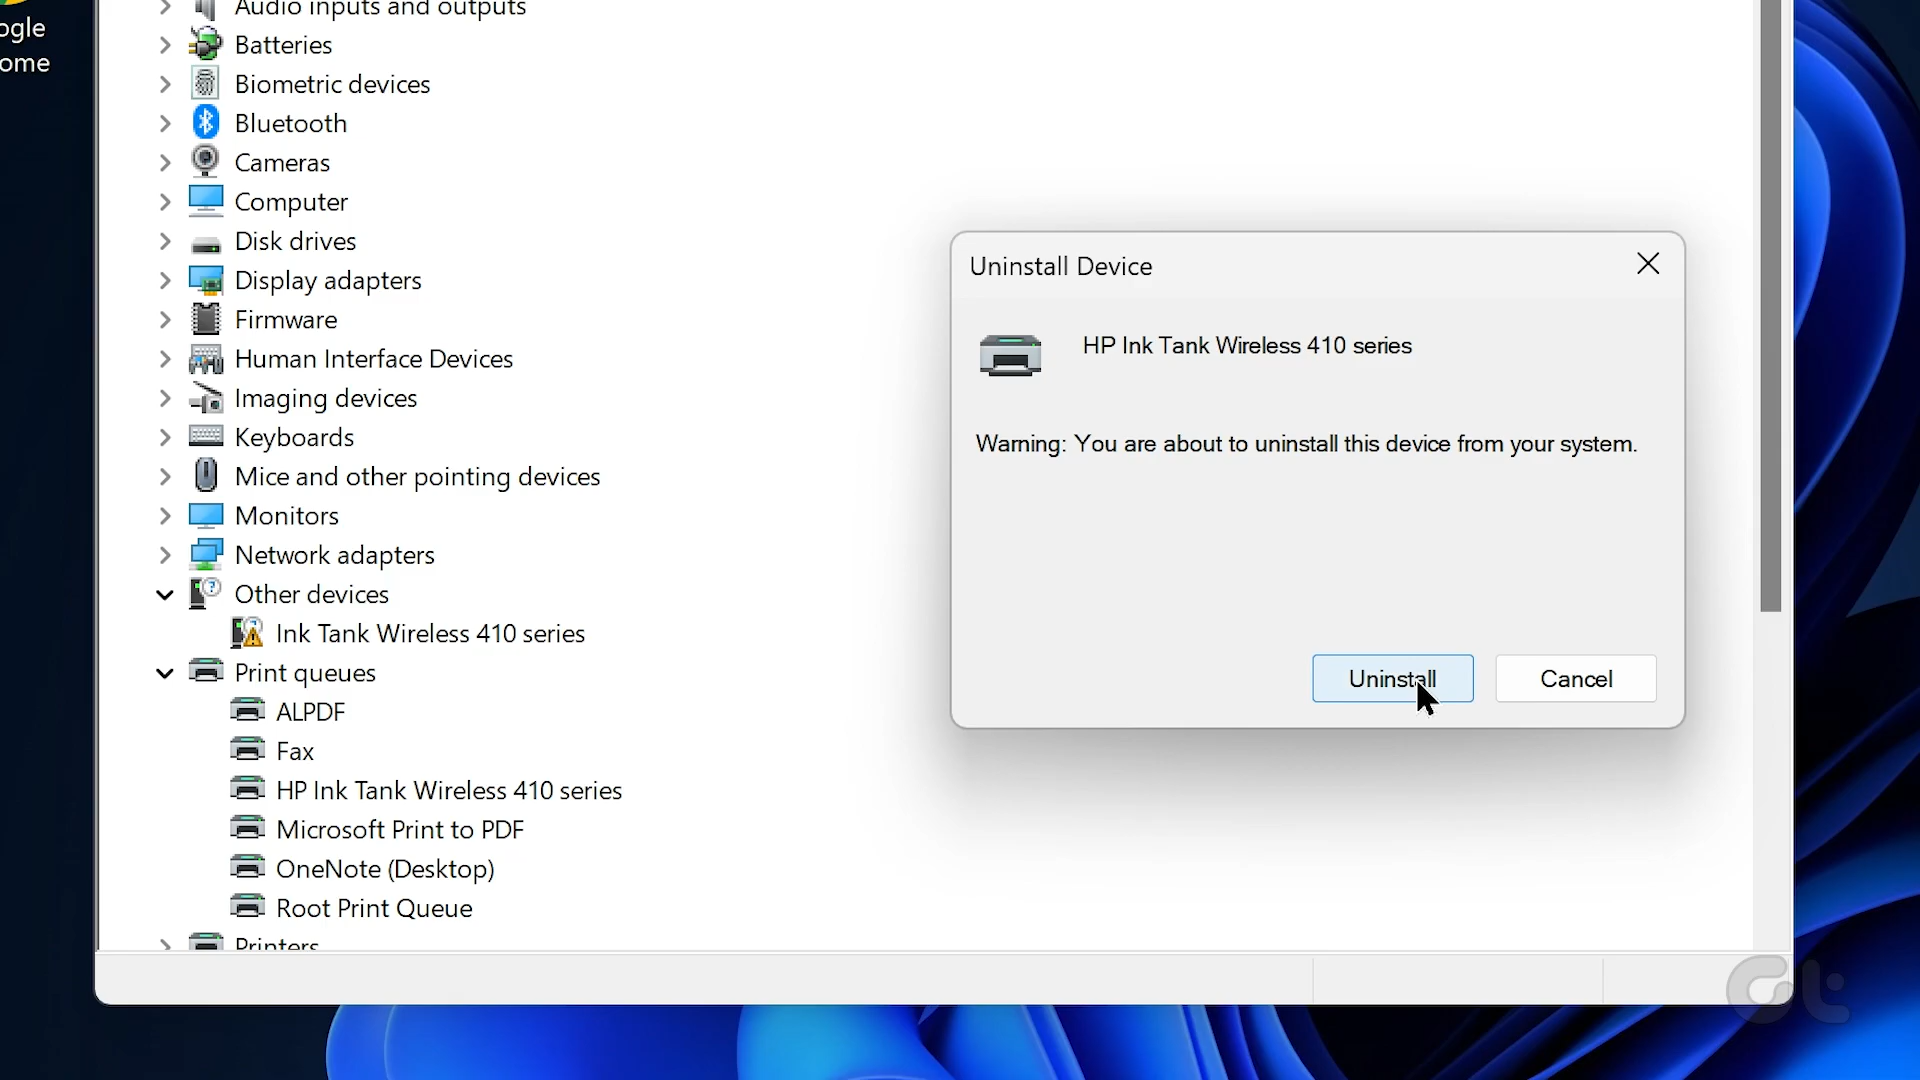 ogle
ome
Audio inputs and outputs
Batteries
Biometric devices
Bluetooth
Cameras
Computer
Disk drives
Display adapters
Firmware
Human Interface Devices
Imaging devices
Keyboards
Mice and other pointing devices
Monitors
Network adapters
Other devices
Ink Tank Wireless 410 series
Print queues
ALPDF
Fax
HP Ink Tank Wireless 410 series
Microsoft Print to PDF
OneNote (Desktop)
Root Print Queue
Printers
Uninstall Device
HP Ink Tank Wireless 410 series
Warning: You are about to uninstall this device from your system.
Uninstall
Cancel
Gt